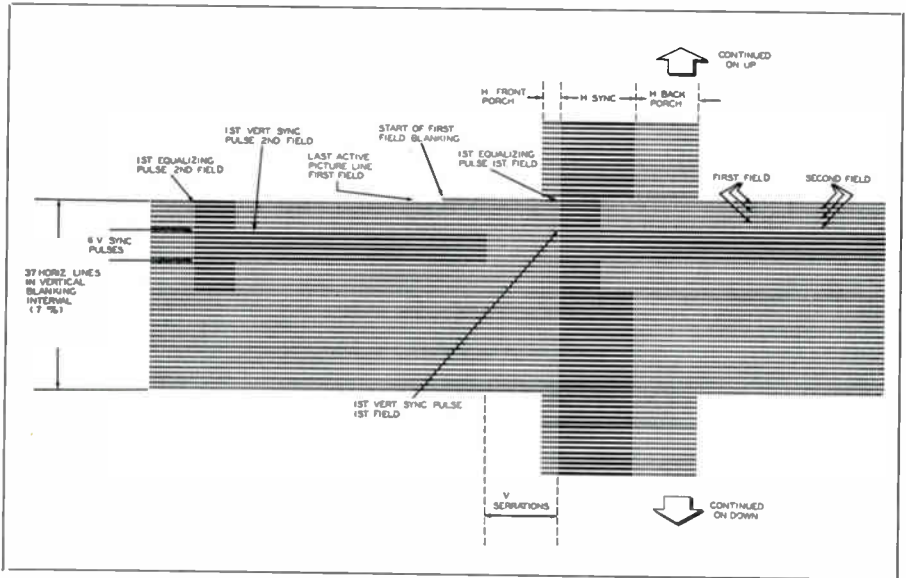 CONTINUED
ON UP
H FRONT
PORCH
H SYNC
H BACK
PORCH
1ST VERT SYNC
PULSE 2ND FIELD
START OF FIRST
FIELD BLANKING
1ST EQUALIZING
PULSE 2ND FIELD
LAST ACTIVE
PICTURE LINE
FIRST FIELD
1ST EQUALIZING
PULSE 1ST FIELD
FIRST FIELD
SECOND FIELD
6 V SYNC
PULSES
37 HORIZ LINES
IN VERTICAL
BLANKING
INTERVAL
(7 %)
1ST VERT SYNC PULSE
1ST FIELD
V
SERRATIONS
CONTINUED
ON DOWN